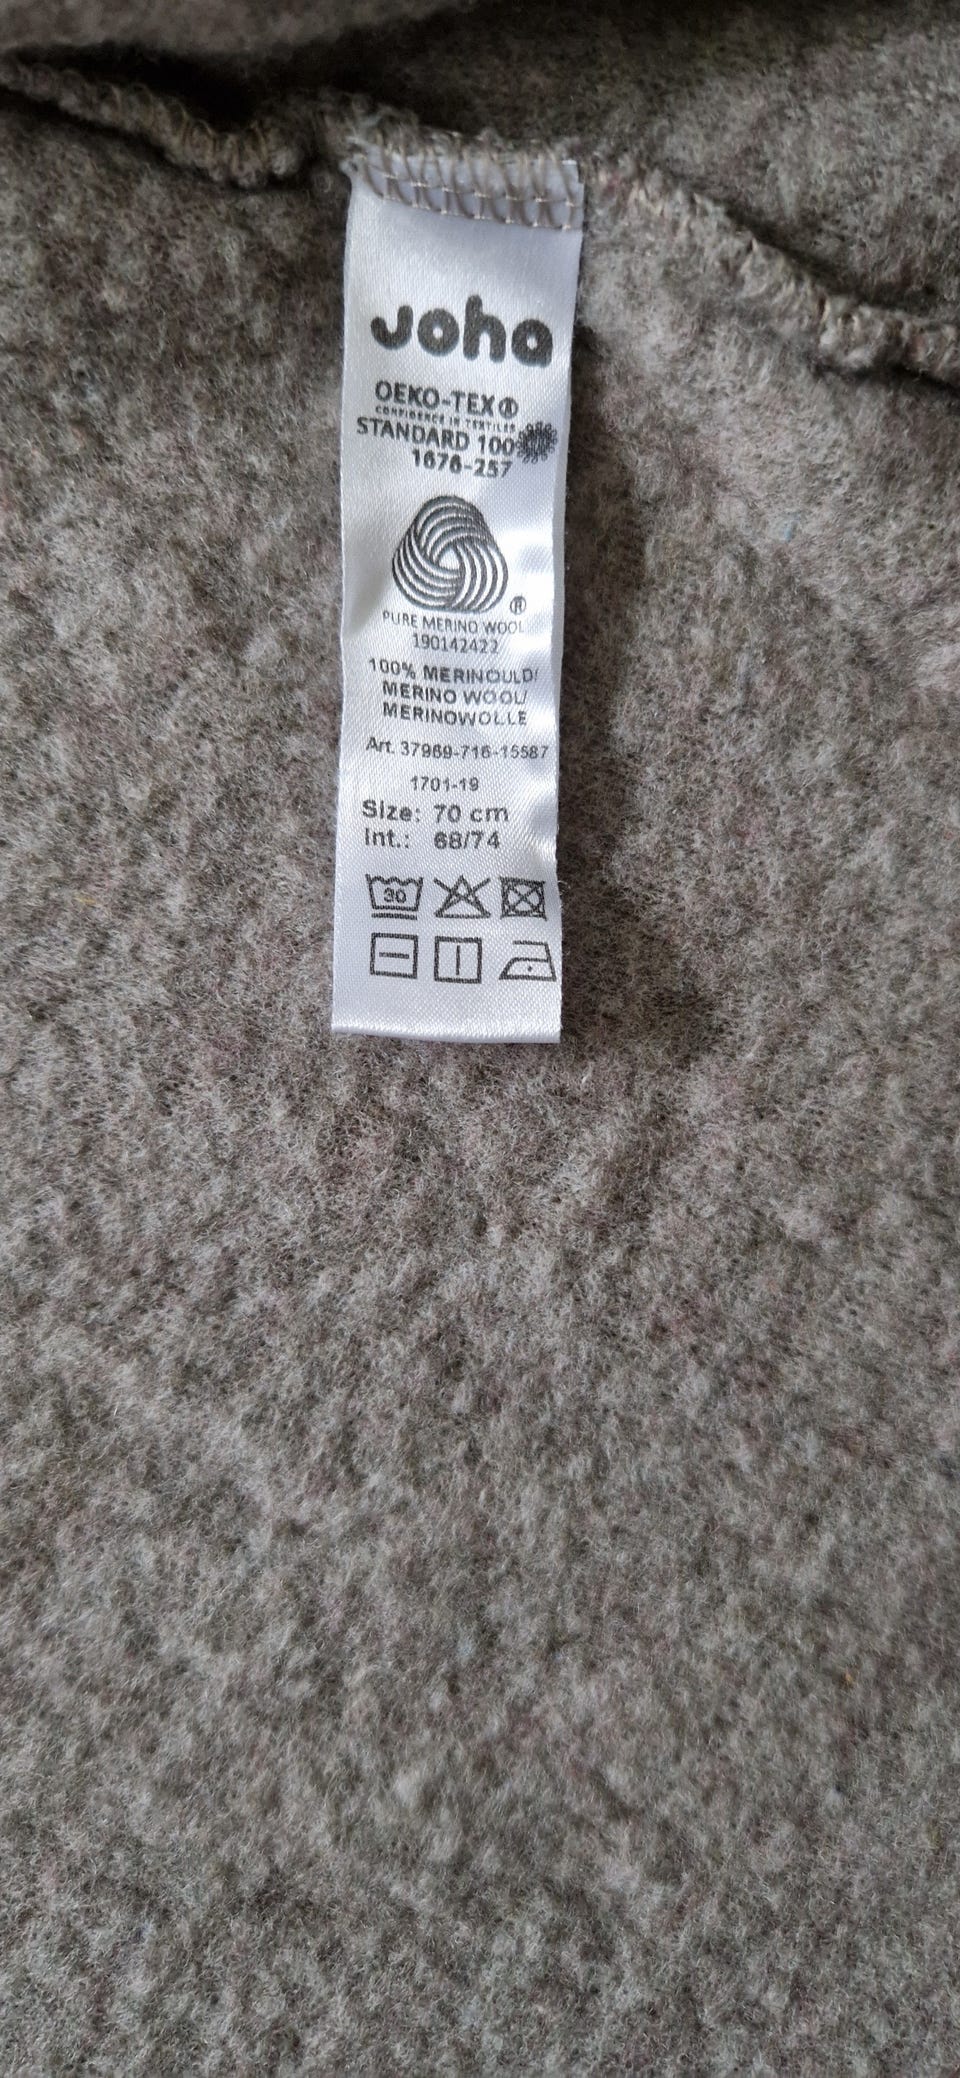 Joha
OEKO-TEX®
CONFIDENCE IN TEXTILES
STANDARD 100
1676-257
®
PURE MERINO WOOL
190142422
100% MERINOULD/
MERINO WOOL/
MERINOWOLLE
Art. 37969-716-15587
1701-19
Size: 70 cm
Int.: 68/74
30